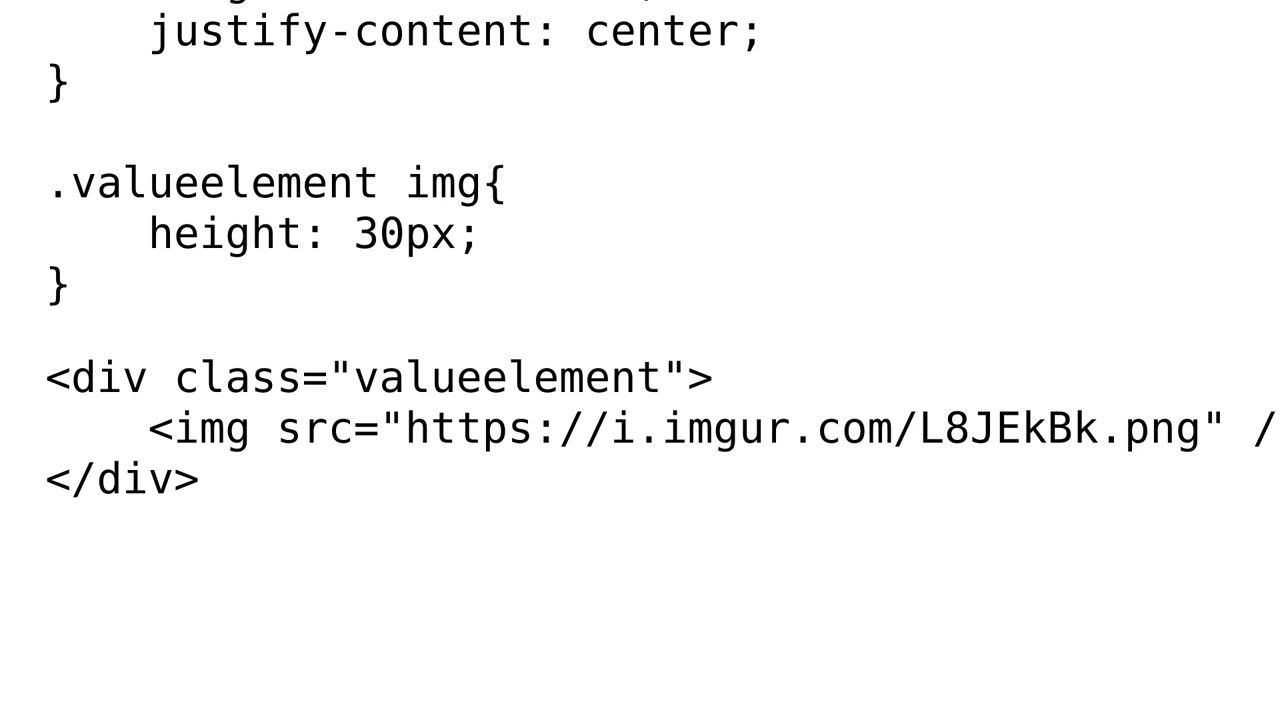 justify-content: center;
}

.valueelement img{
    height: 30px;
}

<div class="valueelement">
    <img src="https://i.imgur.com/L8JEkBk.png" /
</div>